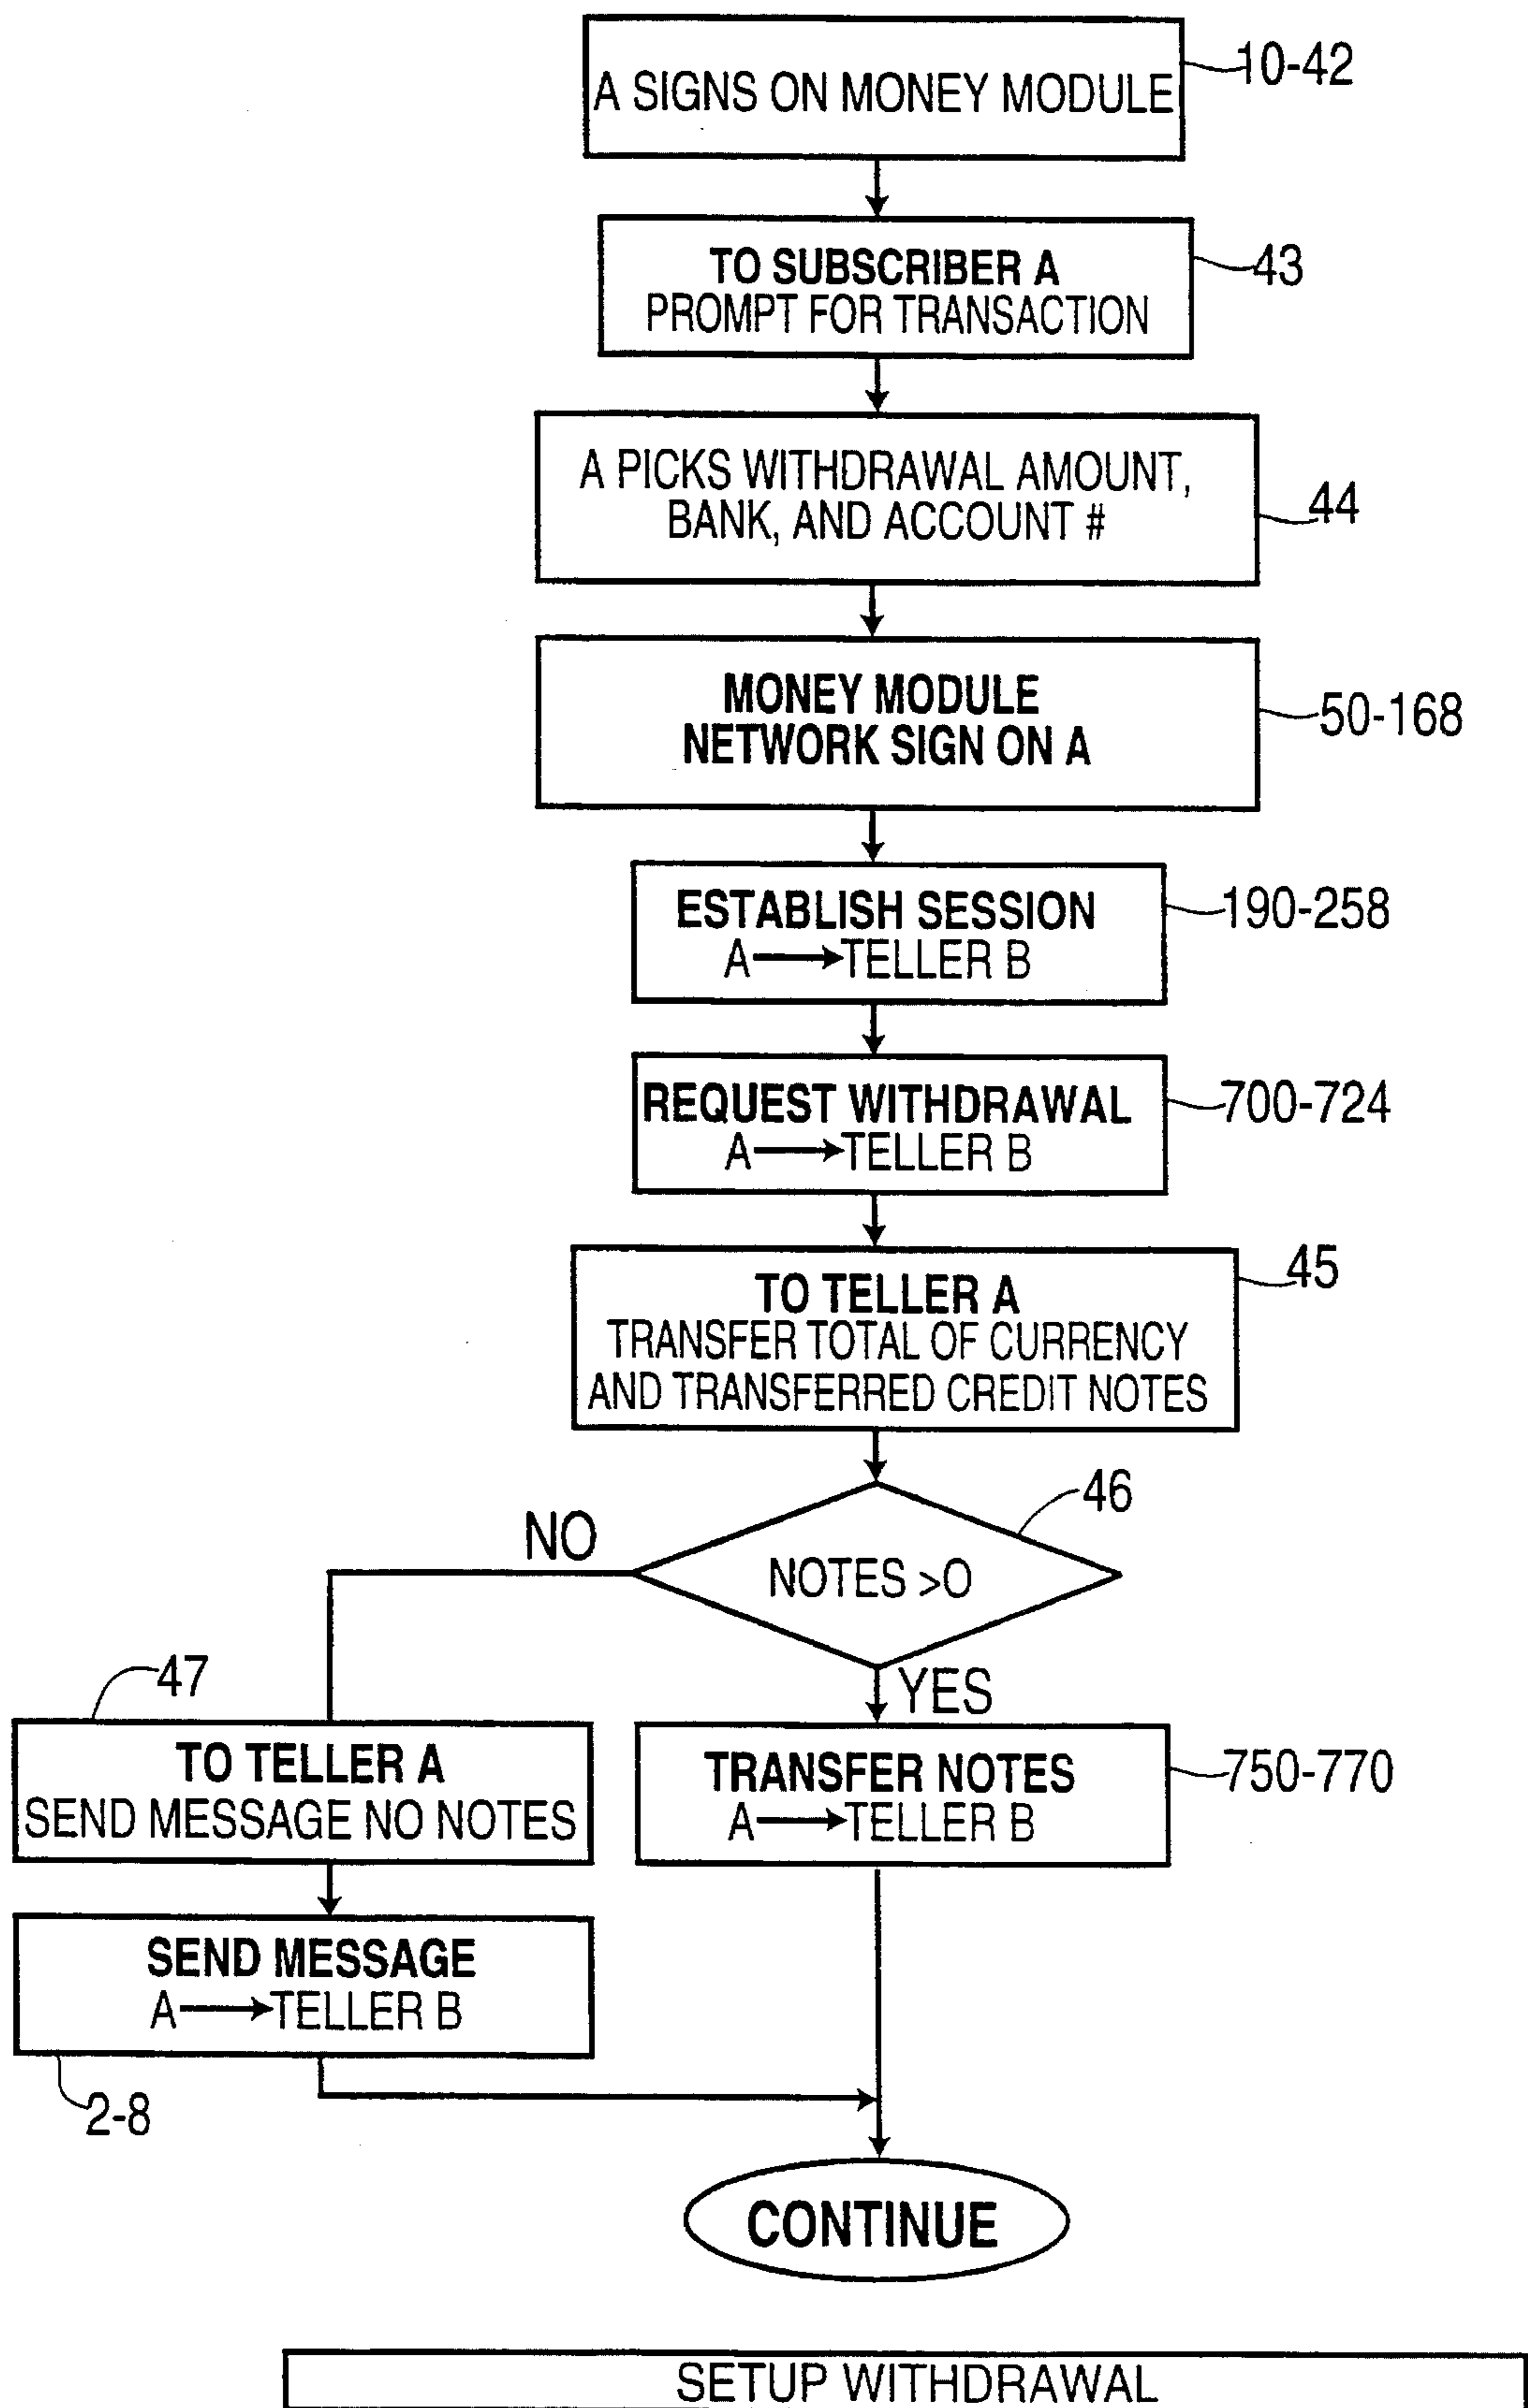 A SIGNS ON MONEY MODULE
10-42
TO SUBSCRIBER A
PROMPT FOR TRANSACTION
43
A PICKS WITHDRAWAL AMOUNT,
BANK, AND ACCOUNT #
44
MONEY MODULE
NETWORK SIGN ON A
50-168
ESTABLISH SESSION
A→TELLER B
190-258
REQUEST WITHDRAWAL
A→TELLER B
700-724
TO TELLER A
TRANSFER TOTAL OF CURRENCY
AND TRANSFERRED CREDIT NOTES
45
NOTES >0
46
NO
YES
47
TO TELLER A
SEND MESSAGE NO NOTES
TRANSFER NOTES
A→TELLER B
750-770
SEND MESSAGE
A→TELLER B
2-8
CONTINUE
SETUP WITHDRAWAL